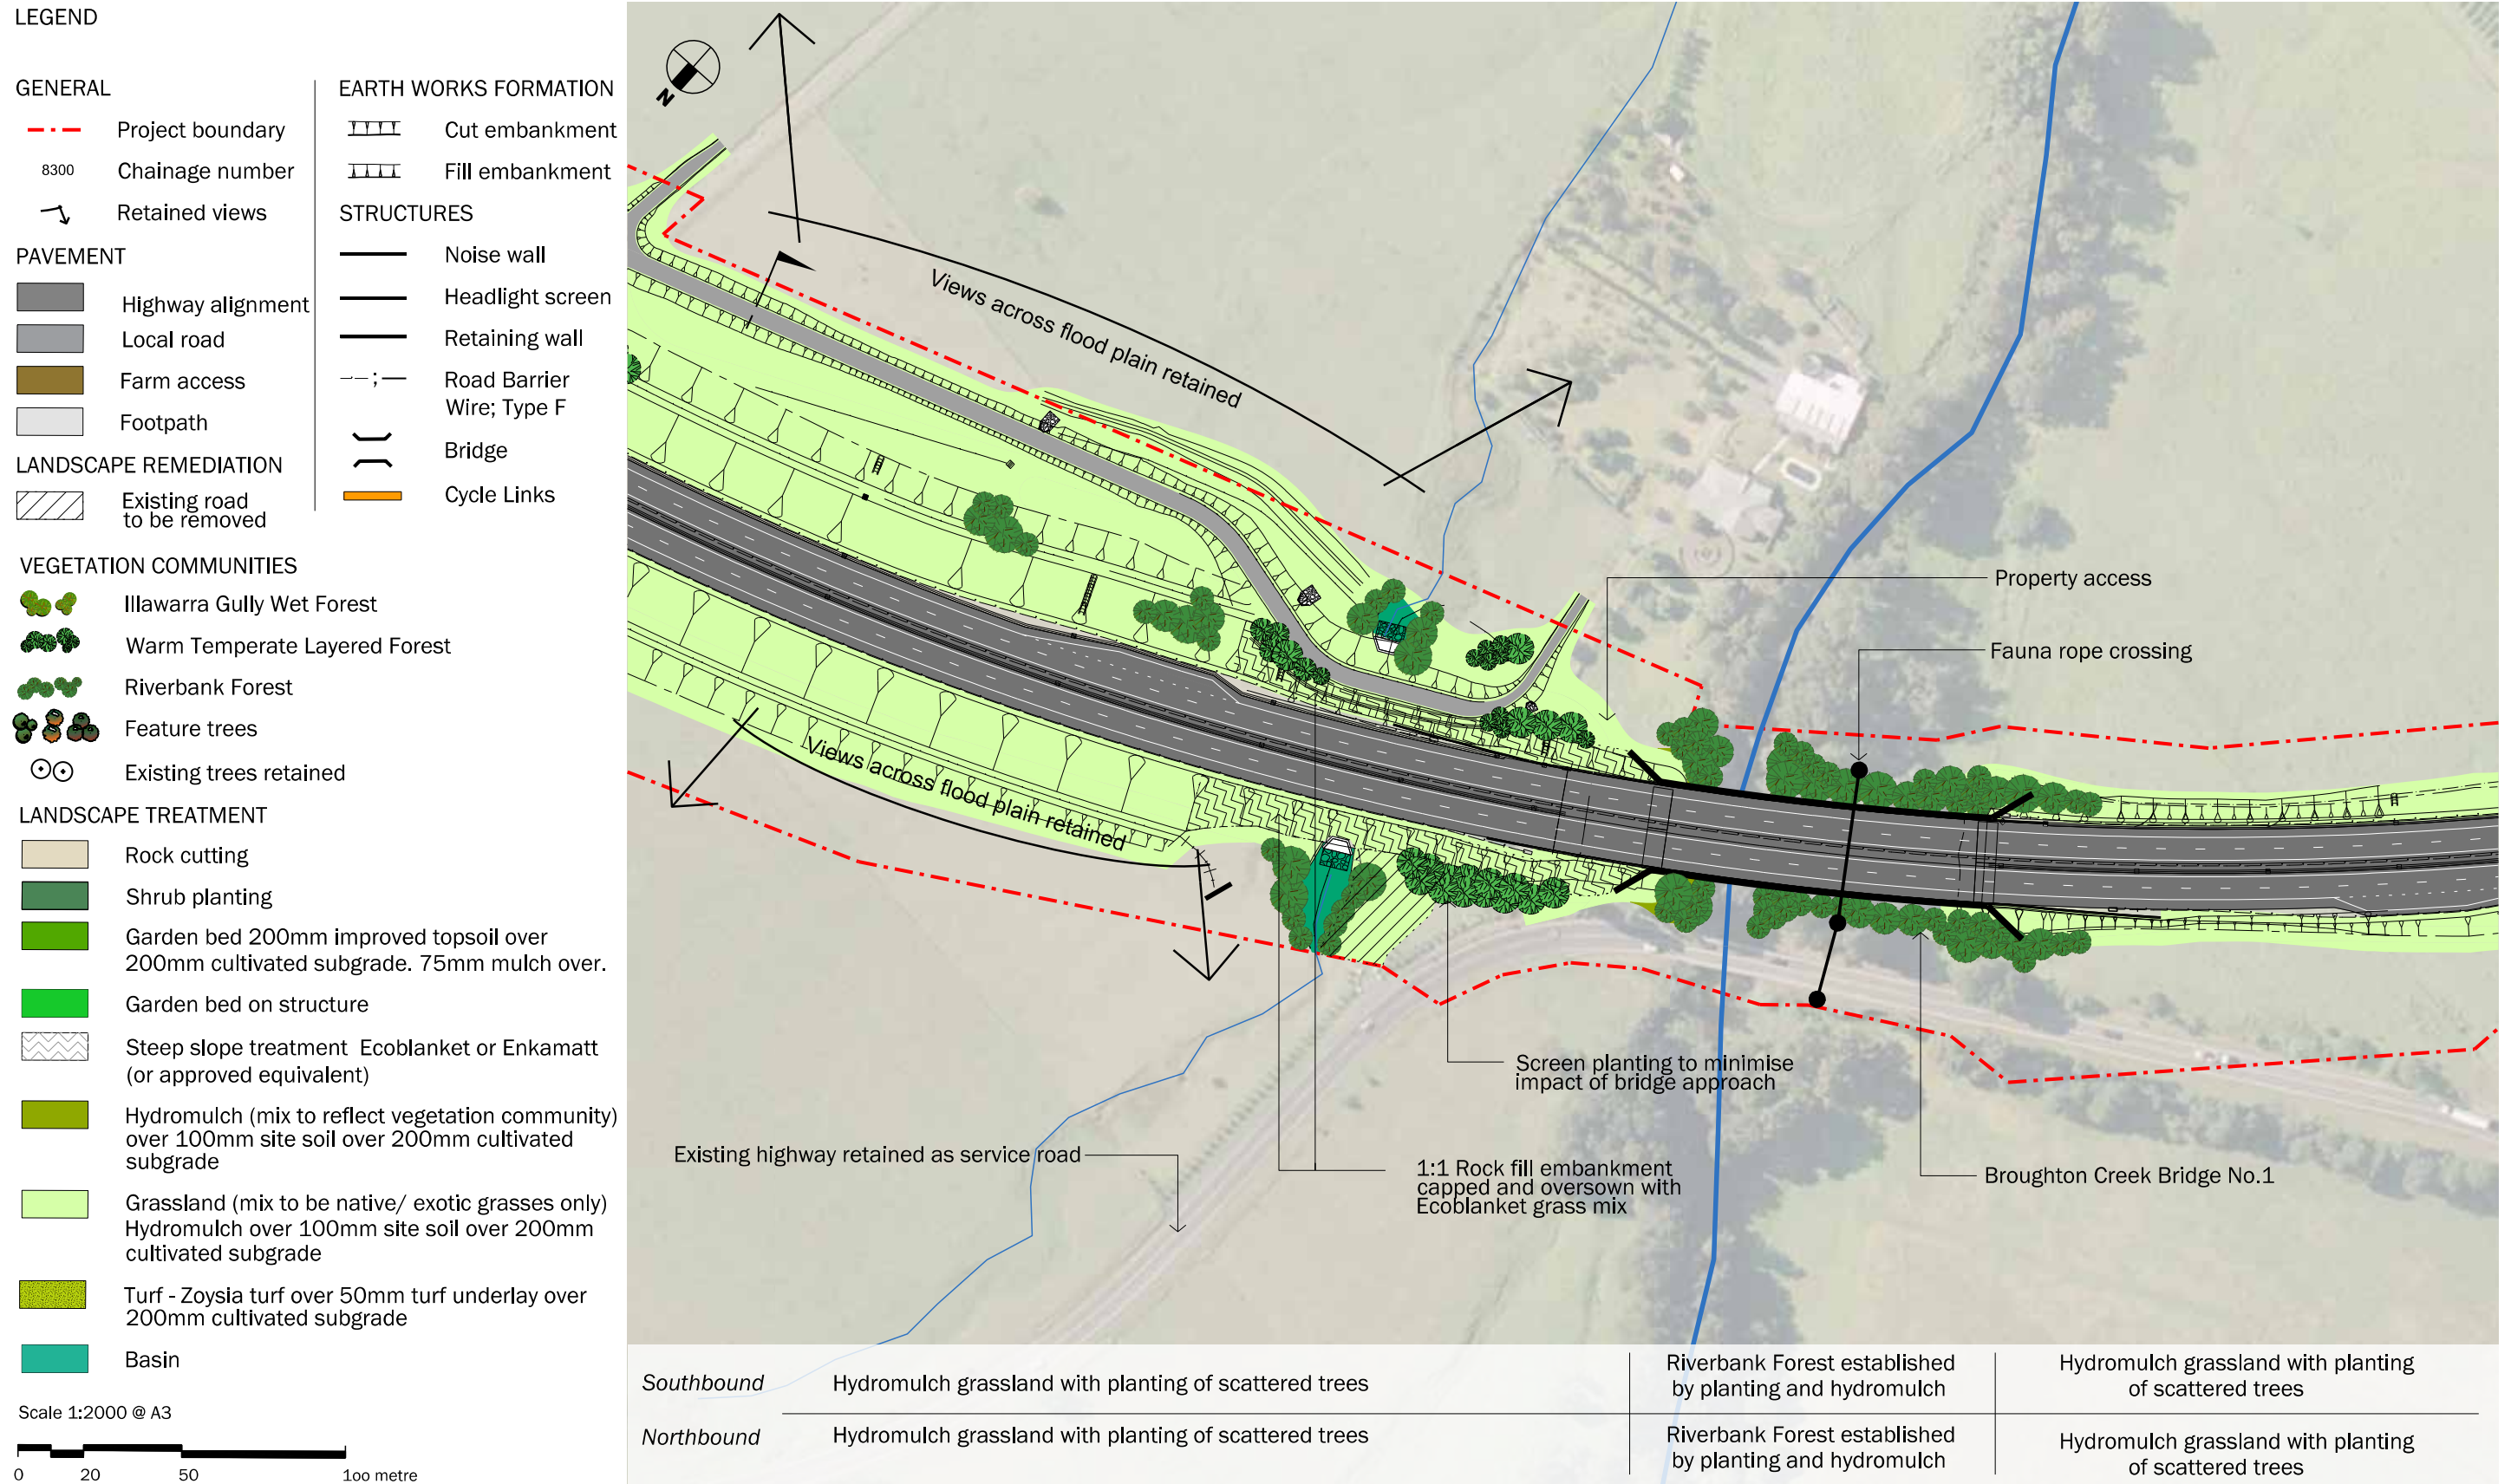 LEGEND
GENERAL
Project boundary
8300 Chainage number
Retained views
PAVEMENT
Highway alignment
Local road
Farm access
Footpath
LANDSCAPE REMEDIATION
Existing road
to be removed
EARTH WORKS FORMATION
Cut embankment
Fill embankment
STRUCTURES
Noise wall
Headlight screen
Retaining wall
Road Barrier
Wire; Type F
Bridge
Cycle Links
VEGETATION COMMUNITIES
Illawarra Gully Wet Forest
Warm Temperate Layered Forest
Riverbank Forest
Feature trees
Existing trees retained
LANDSCAPE TREATMENT
Rock cutting
Shrub planting
Garden bed 200mm improved topsoil over
200mm cultivated subgrade. 75mm mulch over.
Garden bed on structure
Steep slope treatment Ecoblanket or Enkamatt
(or approved equivalent)
Hydromulch (mix to reflect vegetation community)
over 100mm site soil over 200mm cultivated
subgrade
Grassland (mix to be native/ exotic grasses only)
Hydromulch over 100mm site soil over 200mm
cultivated subgrade
Turf - Zoysia turf over 50mm turf underlay over
200mm cultivated subgrade
Basin
Scale 1:2000 @ A3
0 20 50 1oo metre
N
Views across flood plain retained
Property access
Fauna rope crossing
Views across flood plain retained
Screen planting to minimise
impact of bridge approach
Existing highway retained as service road
1:1 Rock fill embankment
capped and oversown with
Ecoblanket grass mix
Broughton Creek Bridge No.1
Southbound
Hydromulch grassland with planting of scattered trees
Riverbank Forest established
by planting and hydromulch
Hydromulch grassland with planting
of scattered trees
Northbound
Hydromulch grassland with planting of scattered trees
Riverbank Forest established
by planting and hydromulch
Hydromulch grassland with planting
of scattered trees